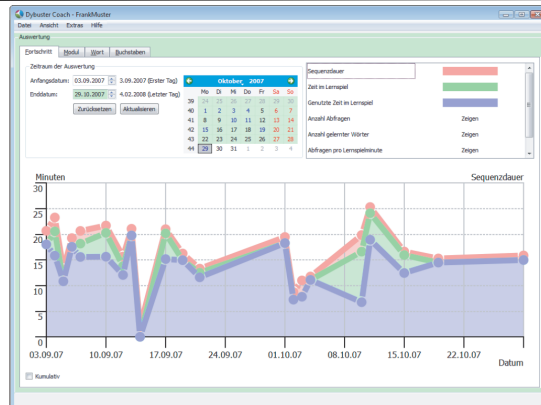 Dybuster Coach - FrankMuster
Datei Ansicht Extras Hilfe
Auswertung
Fortschritt Modul Wort Buchstaben
Zeitraum der Auswertung
Anfangsdatum: 03.09.2007 3.09.2007 (Erster Tag)
Enddatum: 29.10.2007 4.02.2008 (Letzter Tag)
Zurücksetzen Aktualisieren
Oktober, 2007
Mo Di Mi Do Fr Sa So
39 24 25 26 27 28 29 30
40 1 2 3 4 5 6 7
41 8 9 10 11 12 13 14
42 15 16 17 18 19 20 21
43 22 23 24 25 26 27 28
44 29 30 31 1 2 3 4
Sequenzdauer
Zeit im Lernspiel
Genutzte Zeit im Lernspiel
Anzahl Abfragen Zeigen
Anzahl gelernter Wörter Zeigen
Abfragen pro Lernspielminute Zeigen
Minuten Sequenzdauer
30
25
20
15
10
5
0
03.09.07 10.09.07 17.09.07 24.09.07 01.10.07 08.10.07 15.10.07 22.10.07
Datum
Kumulativ